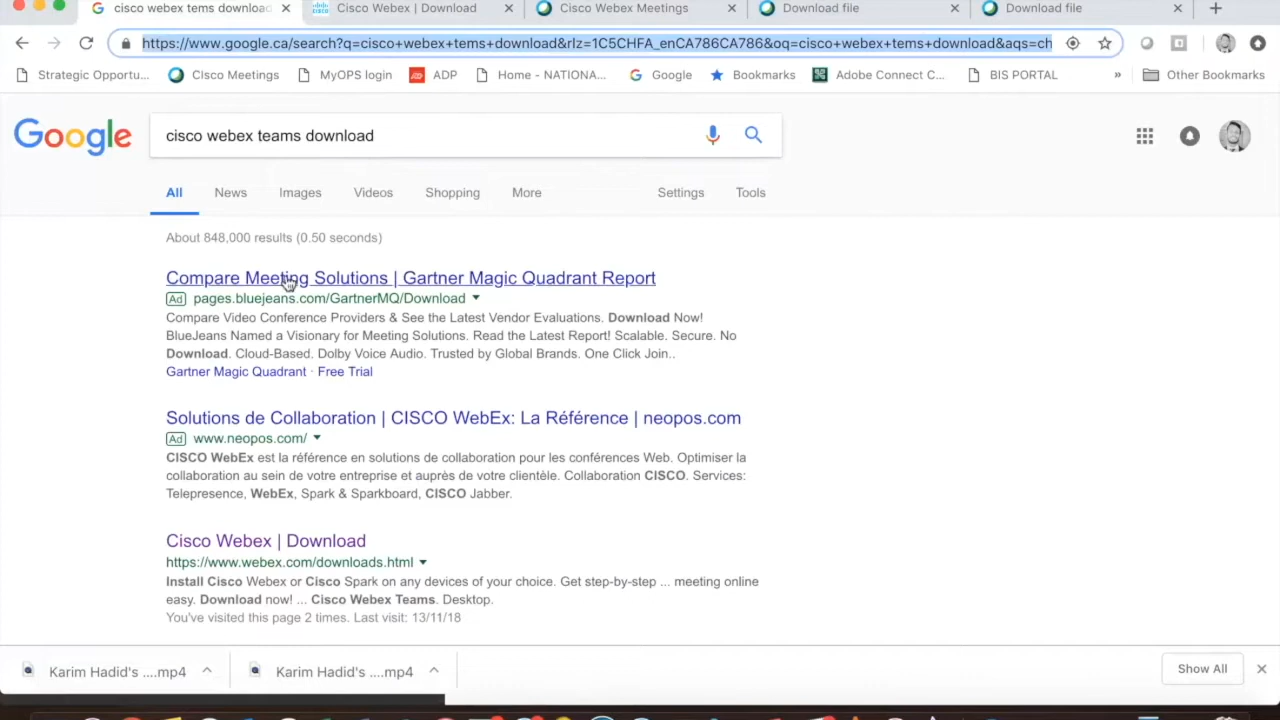 cisco webex tems download
Cisco Webex | Download
Cisco Webex Meetings
Download file
Download file
https://www.google.ca/search?q=cisco+webex+tems+download&rlz=1C5CHFA_enCA786CA786&oq=cisco+webex+tems+download&aqs=ch
Strategic Opportu...
Cisco Meetings
MyOPS login
ADP
Home - NATIONA...
Google
Bookmarks
Adobe Connect C...
BIS PORTAL
»
Other Bookmarks
Google
cisco webex teams download
All
News
Images
Videos
Shopping
More
Settings
Tools
About 848,000 results (0.50 seconds)
Compare Meeting Solutions | Gartner Magic Quadrant Report
Ad pages.bluejeans.com/GartnerMQ/Download
Compare Video Conference Providers & See the Latest Vendor Evaluations. Download Now!
BlueJeans Named a Visionary for Meeting Solutions. Read the Latest Report! Scalable. Secure. No
Download. Cloud-Based. Dolby Voice Audio. Trusted by Global Brands. One Click Join..
Gartner Magic Quadrant · Free Trial
Solutions de Collaboration | CISCO WebEx: La Référence | neopos.com
Ad www.neopos.com/
CISCO WebEx est la référence en solutions de collaboration pour les conférences Web. Optimiser la
collaboration au sein de votre entreprise et auprès de votre clientèle. Collaboration CISCO. Services:
Telepresence, WebEx, Spark & Sparkboard, CISCO Jabber.
Cisco Webex | Download
https://www.webex.com/downloads.html
Install Cisco Webex or Cisco Spark on any devices of your choice. Get step-by-step ... meeting online
easy. Download now! ... Cisco Webex Teams. Desktop.
You've visited this page 2 times. Last visit: 13/11/18
Karim Hadid's ....mp4
Karim Hadid's ....mp4
Show All